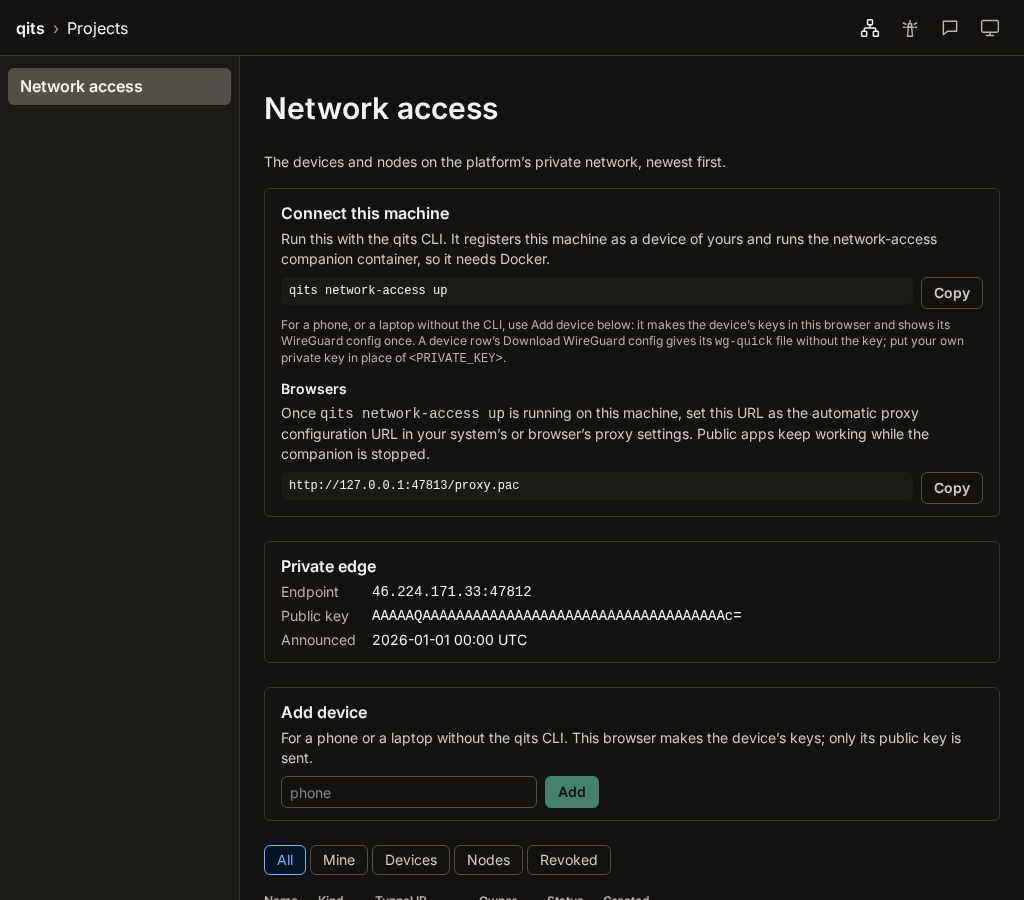 qits › Projects
Network access
Network access
The devices and nodes on the platform’s private network, newest first.
Connect this machine
Run this with the qits CLI. It registers this machine as a device of yours and runs the network-access
companion container, so it needs Docker.
qits network-access up
Copy
For a phone, or a laptop without the CLI, use Add device below: it makes the device’s keys in this browser and shows its
WireGuard config once. A device row’s Download WireGuard config gives its wg-quick file without the key; put your own
private key in place of <PRIVATE_KEY>.
Browsers
Once qits network-access up is running on this machine, set this URL as the automatic proxy
configuration URL in your system’s or browser’s proxy settings. Public apps keep working while the
companion is stopped.
http://127.0.0.1:47813/proxy.pac
Copy
Private edge
Endpoint 46.224.171.33:47812
Public key AAAAAQAAAAAAAAAAAAAAAAAAAAAAAAAAAAAAAAAAAAc=
Announced 2026-01-01 00:00 UTC
Add device
For a phone or a laptop without the qits CLI. This browser makes the device’s keys; only its public key is
sent.
phone
Add
All Mine Devices Nodes Revoked
Name Kind Tunnel IP Owner Status Created